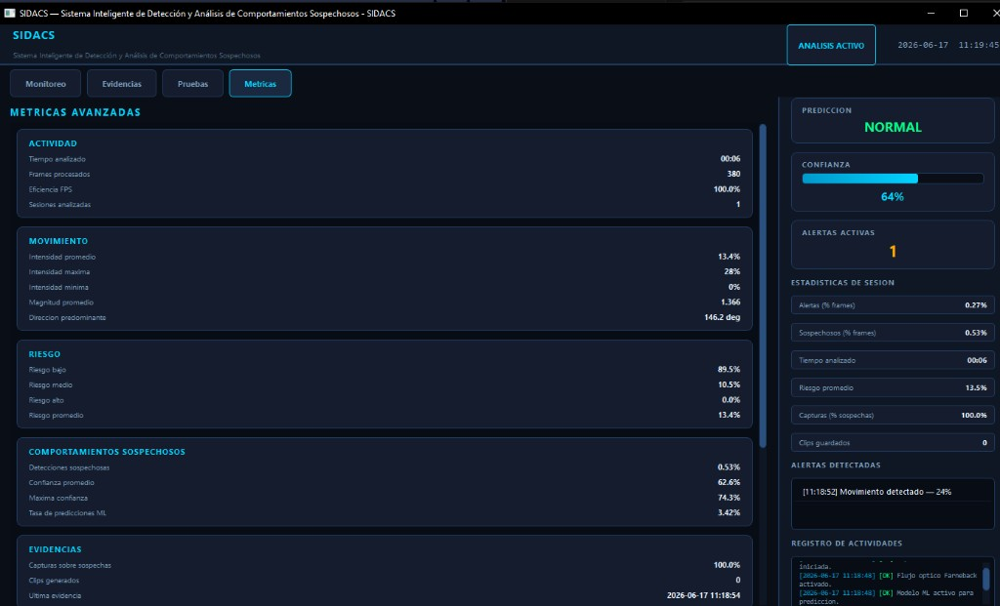 SIDACS — Sistema Inteligente de Detección y Análisis de Comportamientos Sospechosos - SIDACS
SIDACS
Sistema Inteligente de Detección y Análisis de Comportamientos Sospechosos
ANALISIS ACTIVO
2026-06-17 11:19:45
Monitoreo
Evidencias
Pruebas
Metricas
METRICAS AVANZADAS
ACTIVIDAD
Tiempo analizado 00:06
Frames procesados 380
Eficiencia FPS 100.0%
Sesiones analizadas 1
MOVIMIENTO
Intensidad promedio 13.4%
Intensidad maxima 28%
Intensidad minima 0%
Magnitud promedio 1.366
Direccion predominante 146.2 deg
RIESGO
Riesgo bajo 89.5%
Riesgo medio 10.5%
Riesgo alto 0.0%
Riesgo promedio 13.4%
COMPORTAMIENTOS SOSPECHOSOS
Detecciones sospechosas 0.53%
Confianza promedio 62.6%
Maxima confianza 74.3%
Tasa de predicciones ML 3.42%
EVIDENCIAS
Capturas sobre sospechas 100.0%
Clips generados 0
Ultima evidencia 2026-06-17 11:18:54
PREDICCION
NORMAL
CONFIANZA
64%
ALERTAS ACTIVAS
1
ESTADISTICAS DE SESION
Alertas (% frames) 0.27%
Sospechosos (% frames) 0.53%
Tiempo analizado 00:06
Riesgo promedio 13.5%
Capturas (% sospechas) 100.0%
Clips guardados 0
ALERTAS DETECTADAS
[11:18:52] Movimiento detectado — 24%
REGISTRO DE ACTIVIDADES
iniciada.
[2026-06-17 11:18:48] [OK] Flujo optico Farneback
activado.
[2026-06-17 11:18:48] [OK] Modelo ML activo para
prediccion.